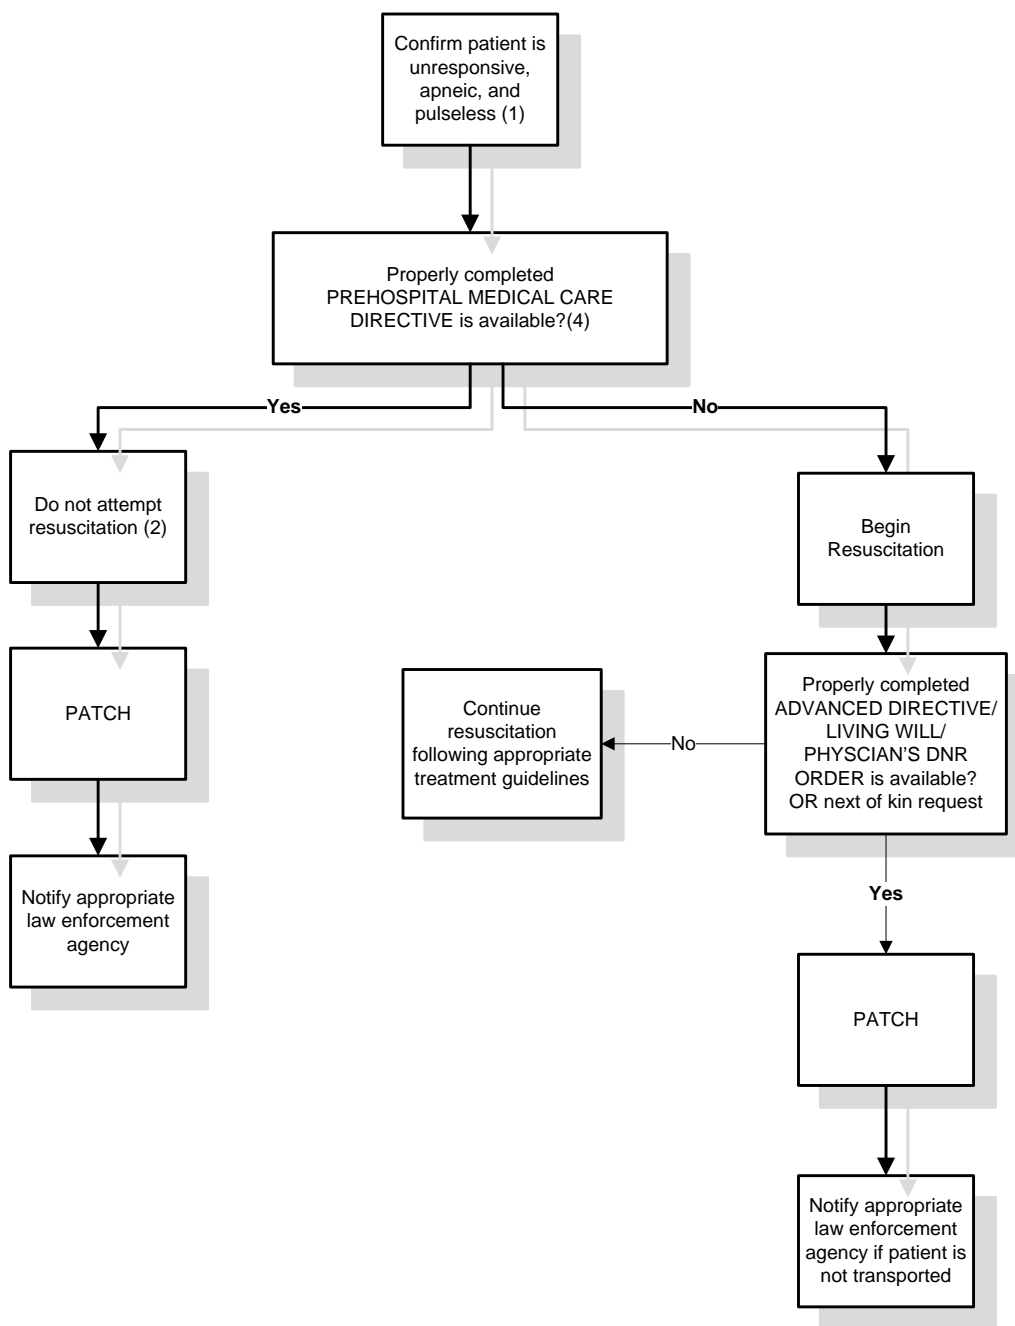 Confirm patient is
unresponsive,
apneic, and
pulseless (1)
Properly completed
PREHOSPITAL MEDICAL CARE
DIRECTIVE is available?(4)
Yes
No
Do not attempt
resuscitation (2)
Begin
Resuscitation
PATCH
Continue
resuscitation
following appropriate
treatment guidelines
No
Properly completed
ADVANCED DIRECTIVE/
LIVING WILL/
PHYSCIAN'S DNR
ORDER is available?
OR next of kin request
Notify appropriate
law enforcement
agency
Yes
PATCH
Notify appropriate
law enforcement
agency if patient is
not transported